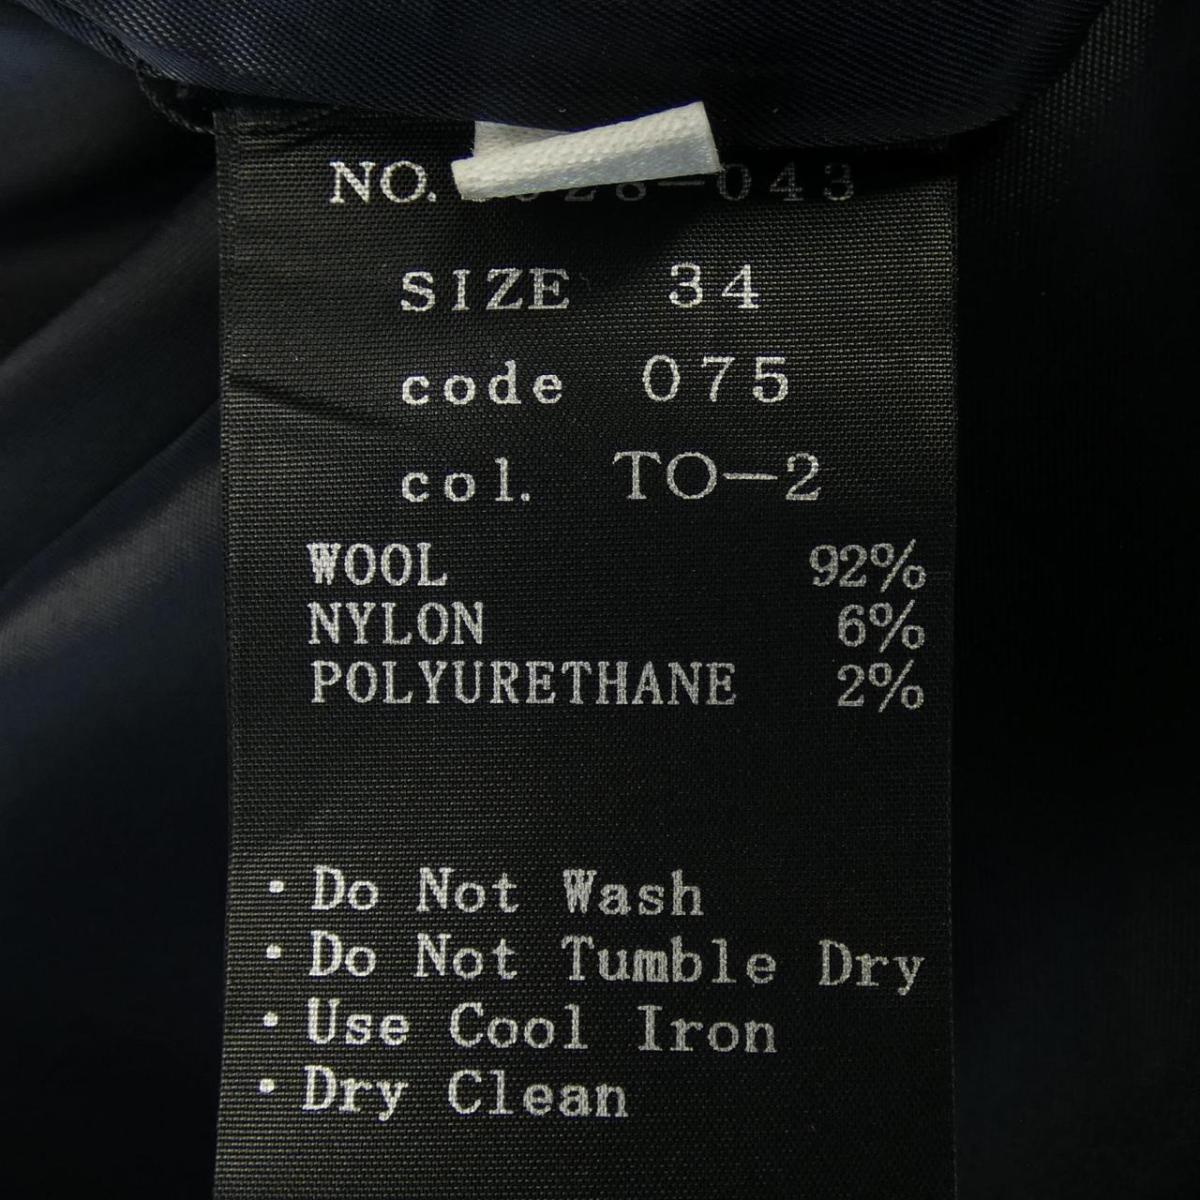 NO.
SIZE 34
code 075
col. TO-2
WOOL 92%
NYLON 6%
POLYURETHANE 2%
・Do Not Wash
・Do Not Tumble Dry
・Use Cool Iron
・Dry Clean